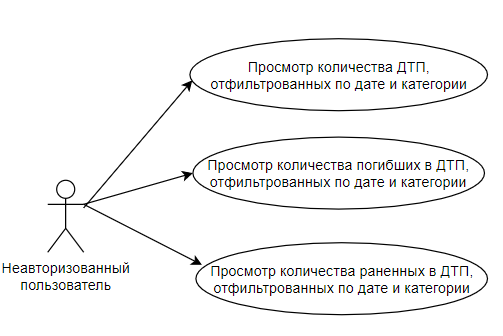 Просмотр количества ДТП,
отфильтрованных по дате и категории
Просмотр количества погибших в ДТП,
отфильтрованных по дате и категории
Неавторизованный
пользователь
Просмотр количества раненных в ДТП,
отфильтрованных по дате и категории